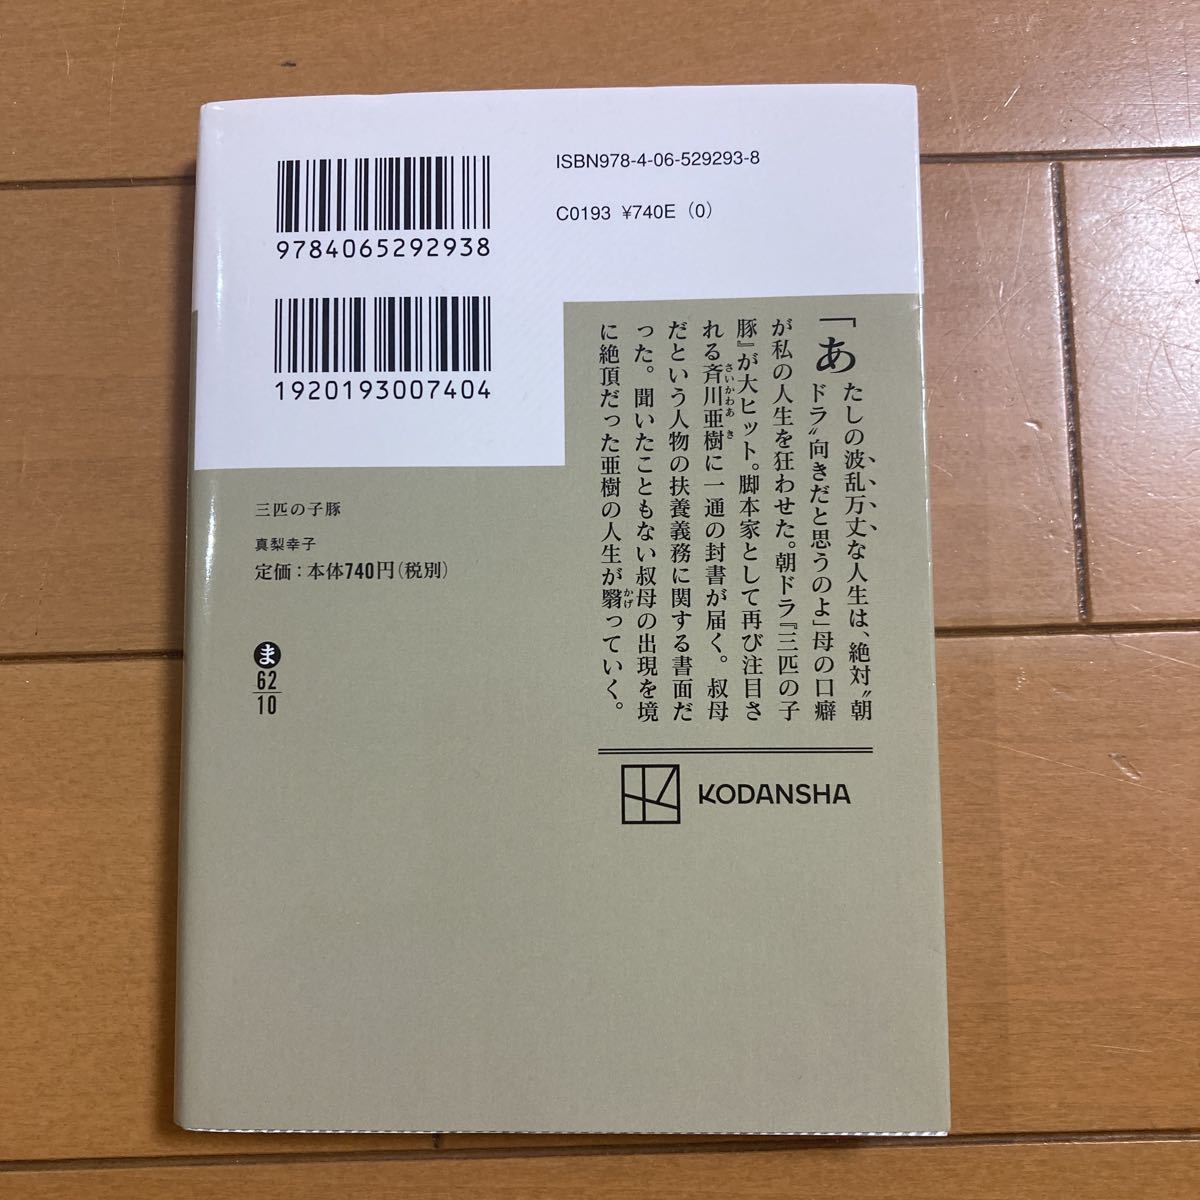 ISBN978-4-06-529293-8
C0193 ¥740E (0)
9784065292938
1920193007404
「あたしの波乱万丈な人生は、絶対〝朝
ドラ〟向きだと思うのよ」母の口癖
が私の人生を狂わせた。朝ドラ『三匹の子
豚』が大ヒット。脚本家として再び注目さ
れる斉川亜樹に一通の封書が届く。叔母
さいかわあき
だという人物の扶養義務に関する書面だ
った。聞いたこともない叔母の出現を境
に絶頂だった亜樹の人生が翳っていく。
かげ
三匹の子豚
真梨幸子
定価:本体740円(税別)
ま
62
10
KODANSHA